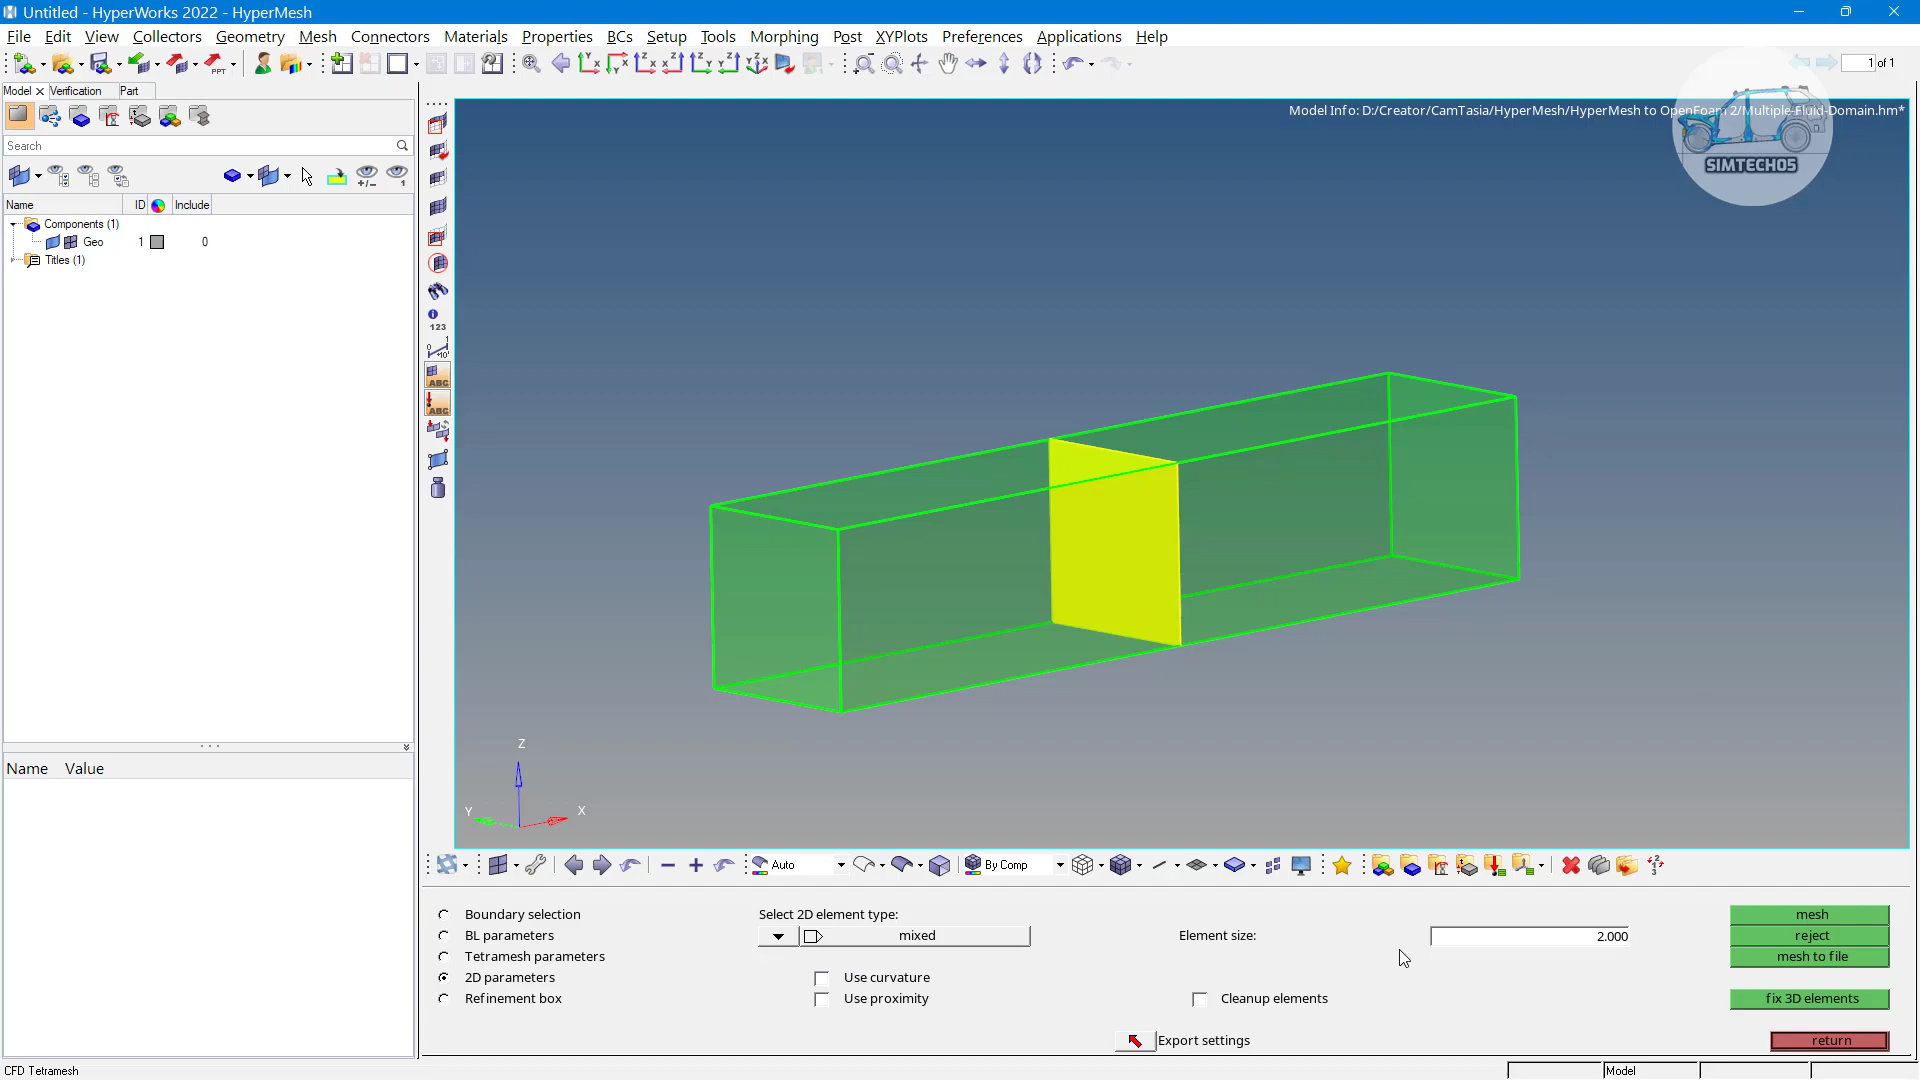 Untitled - HyperWorks 2022 - HyperMesh
File Edit View Collectors Geometry Mesh Connectors Materials Properties BCs Setup Tools Morphing Post XYPlots Preferences Applications Help
PPT
1 of 1
Model Verification Part
Model Info: D:/Creator/CamTasia/HyperMesh/HyperMesh to OpenFoam 2/Multiple-Fluid-Domain.hm*
SIMTECH05
Search
Name ID Include
Components (1)
Geo 1 0
Titles (1)
123
ABC
ABC
Name Value
Z
Y
X
Auto
By Comp
Boundary selection
BL parameters
Tetramesh parameters
2D parameters
Refinement box
Select 2D element type:
mixed
Use curvature
Use proximity
Element size:
2.000
Cleanup elements
Export settings
mesh
reject
mesh to file
fix 3D elements
return
CFD Tetramesh
Model